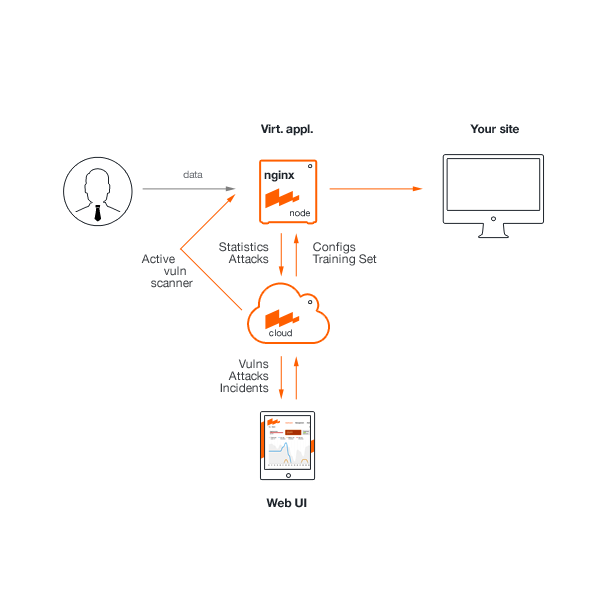 Virt. appl.
Your site
data
nginx
node
Statistics
Attacks
Configs
Training Set
Active
vuln
scanner
cloud
Vulns
Attacks
Incidents
Web UI